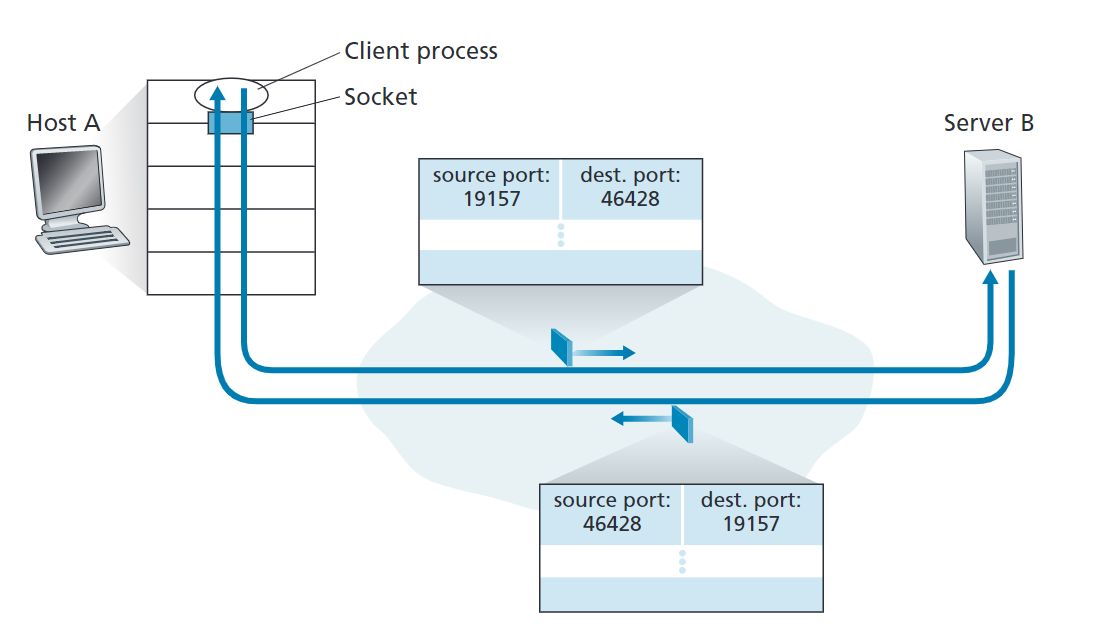 Client process
Socket
Host A
Server B
source port: dest. port:
19157 46428
source port: dest. port:
46428 19157